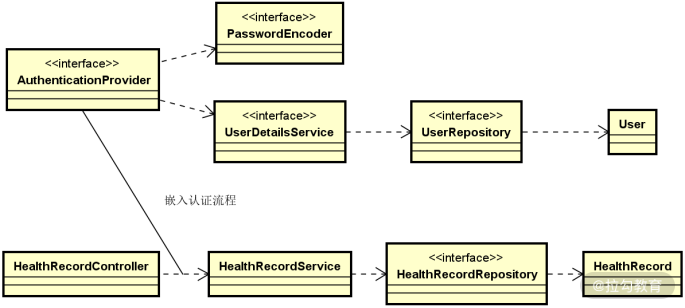 <<interface>>
PasswordEncoder
<<interface>>
AuthenticationProvider
<<interface>>
UserDetailsService
<<interface>>
UserRepository
User
嵌入认证流程
HealthRecordController
HealthRecordService
<<interface>>
HealthRecordRepository
HealthRecord
@拉勾教育